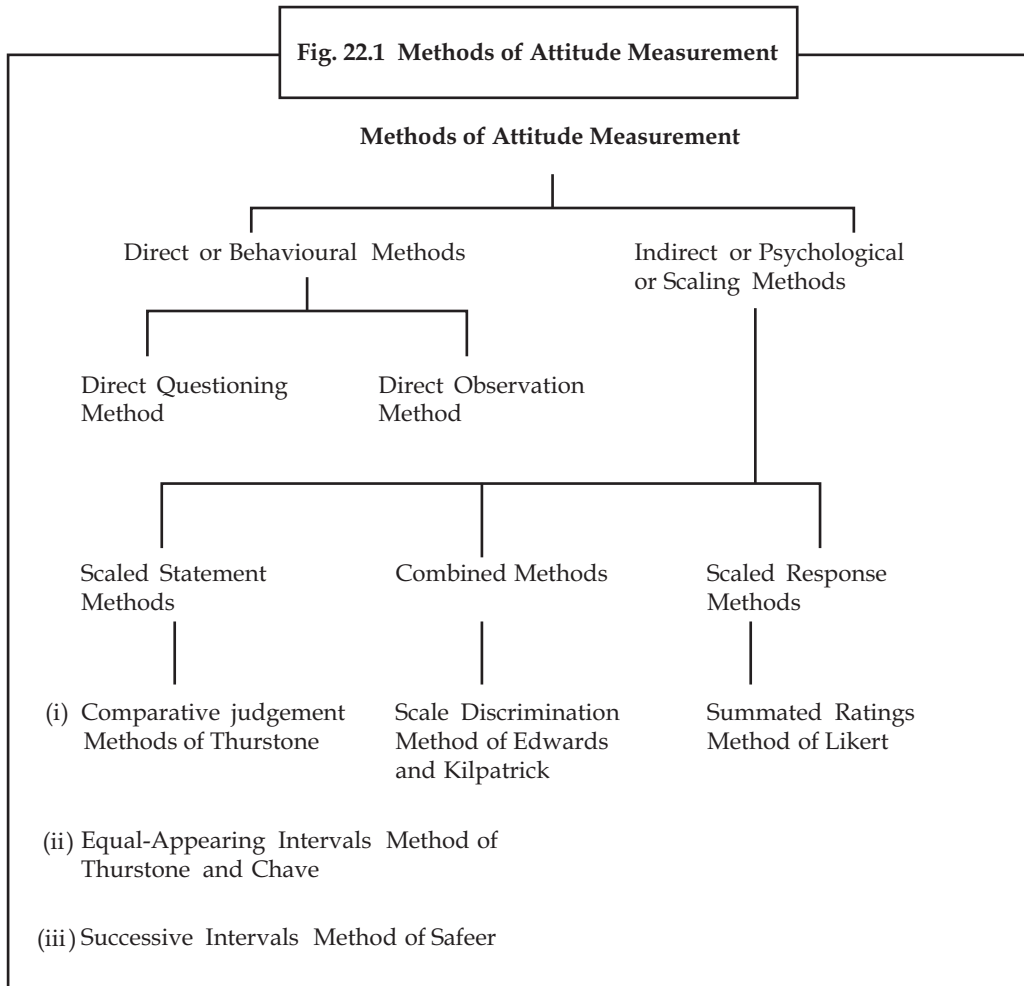 Fig. 22.1 Methods of Attitude Measurement
Methods of Attitude Measurement
Direct or Behavioural Methods
Indirect or Psychological
or Scaling Methods
Direct Questioning
Method
Direct Observation
Method
Scaled Statement
Methods
Combined Methods
Scaled Response
Methods
(i) Comparative judgement
Methods of Thurstone
Scale Discrimination
Method of Edwards
and Kilpatrick
Summated Ratings
Method of Likert
(ii) Equal-Appearing Intervals Method of
Thurstone and Chave
(iii) Successive Intervals Method of Safeer